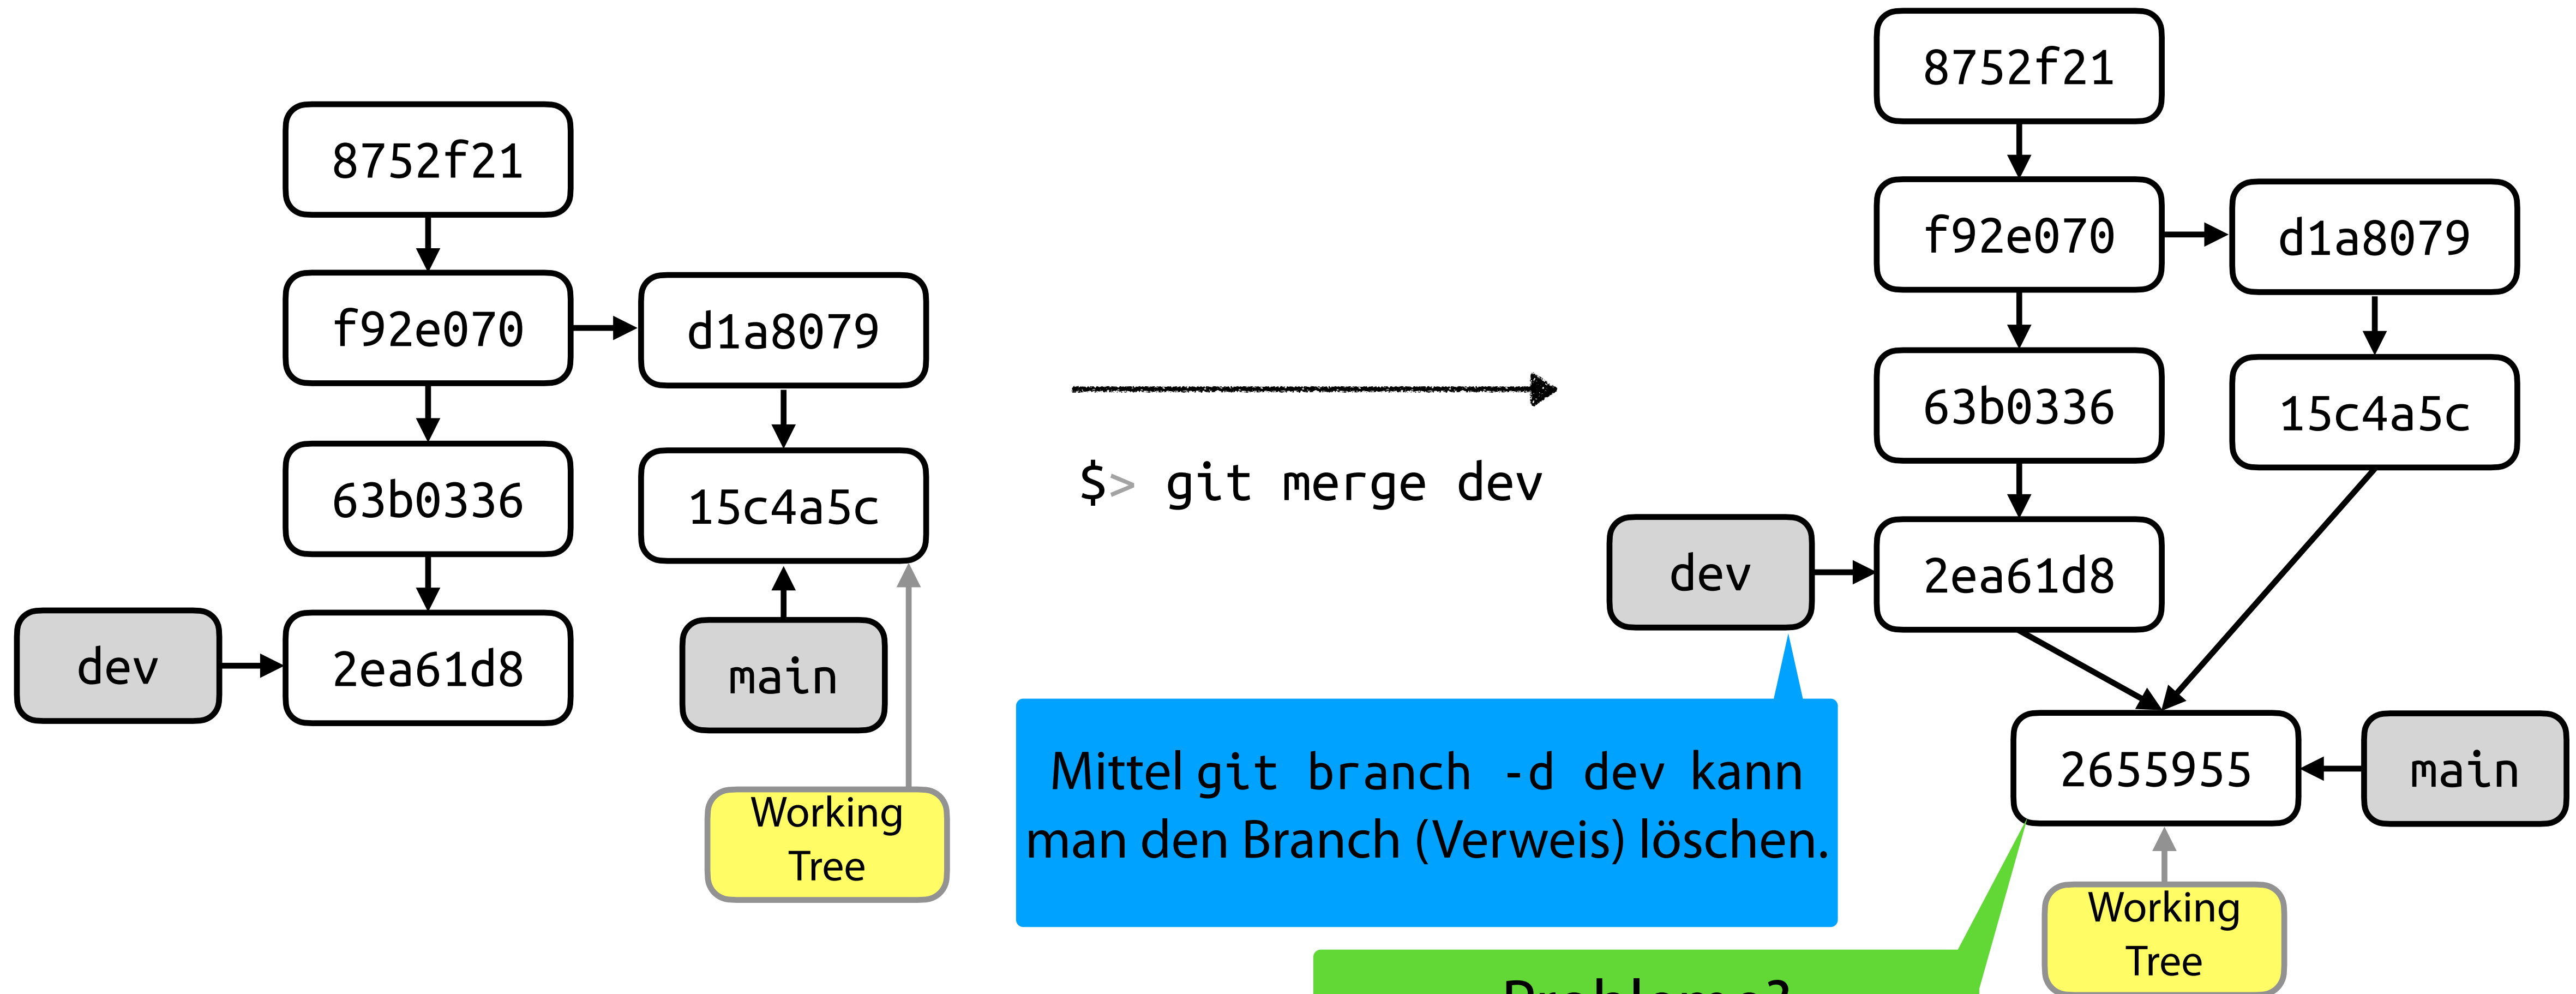 8752f21
f92e070
d1a8079
63b0336
15c4a5c
dev
2ea61d8
main
Working
Tree
$> git merge dev
8752f21
f92e070
d1a8079
63b0336
15c4a5c
dev
2ea61d8
Mittel git branch -d dev kann
man den Branch (Verweis) löschen.
2655955
main
Working
Tree
Probleme?